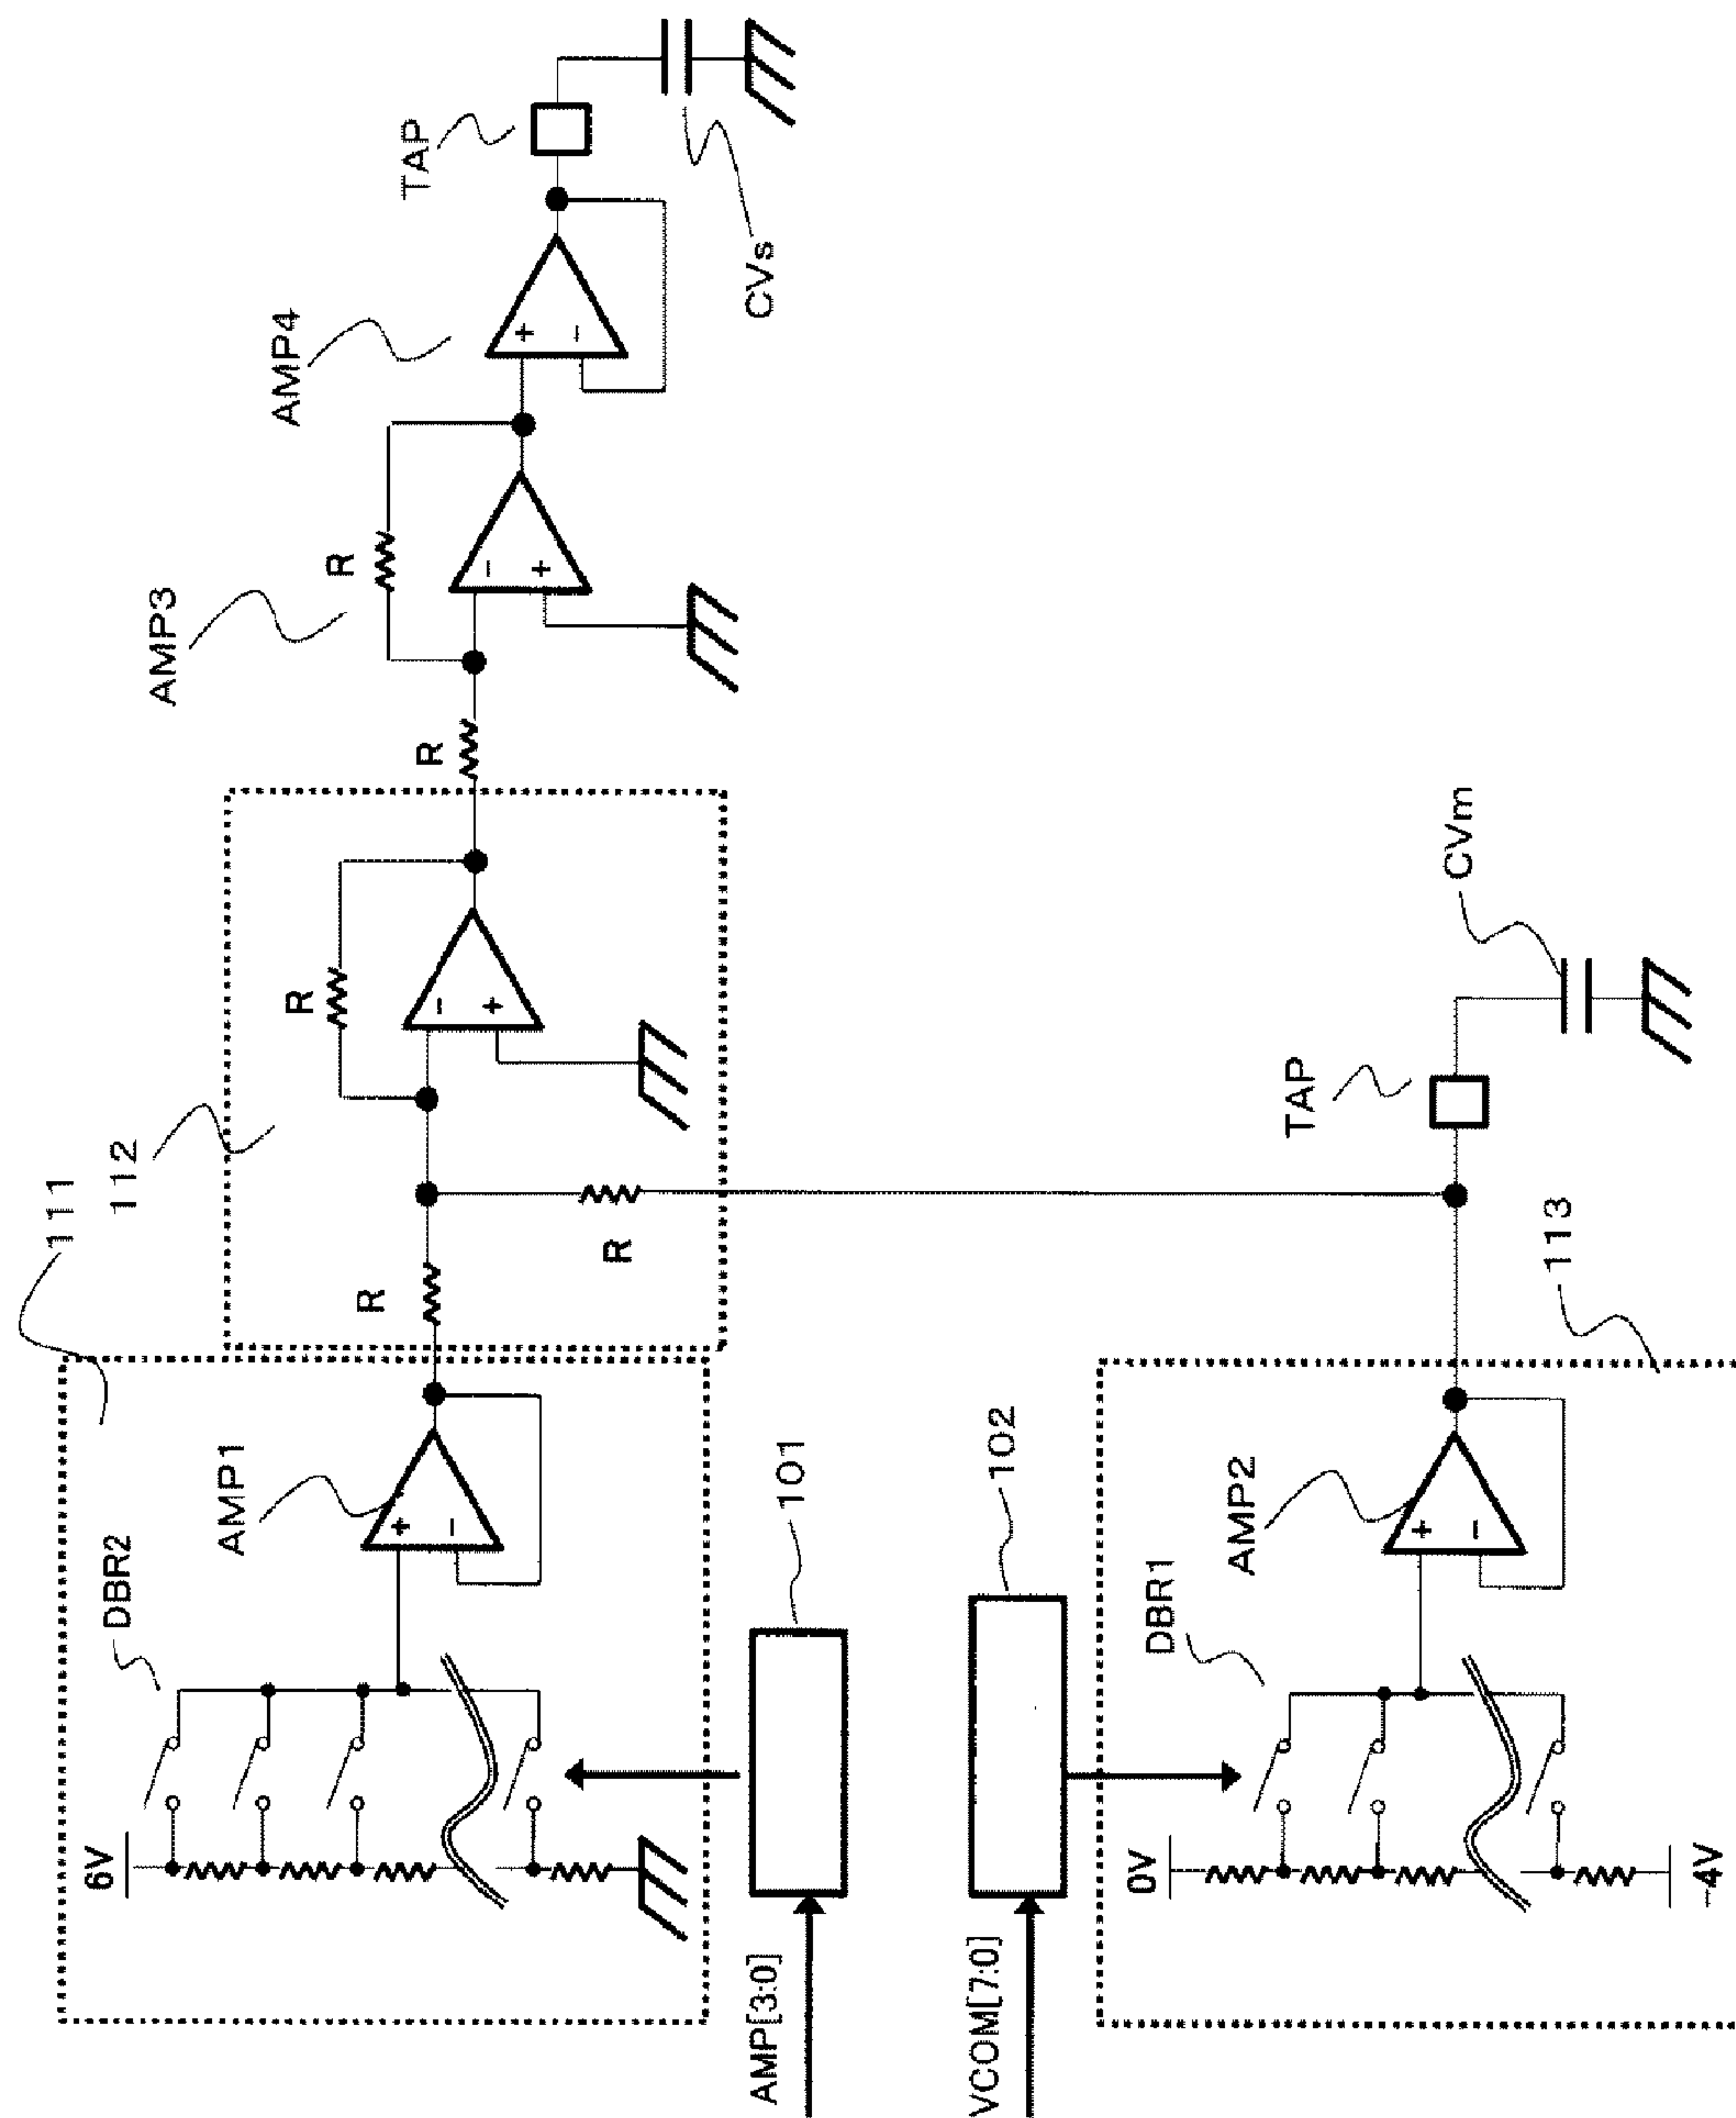 111
112
AMP3
R
AMP4
TAP
CVs
R
R
R
R
DBR2
AMP1
6V
101
AMP[3:0]
102
VCOM[7:0]
TAP
CVm
113
DBR1
AMP2
0V
-4V